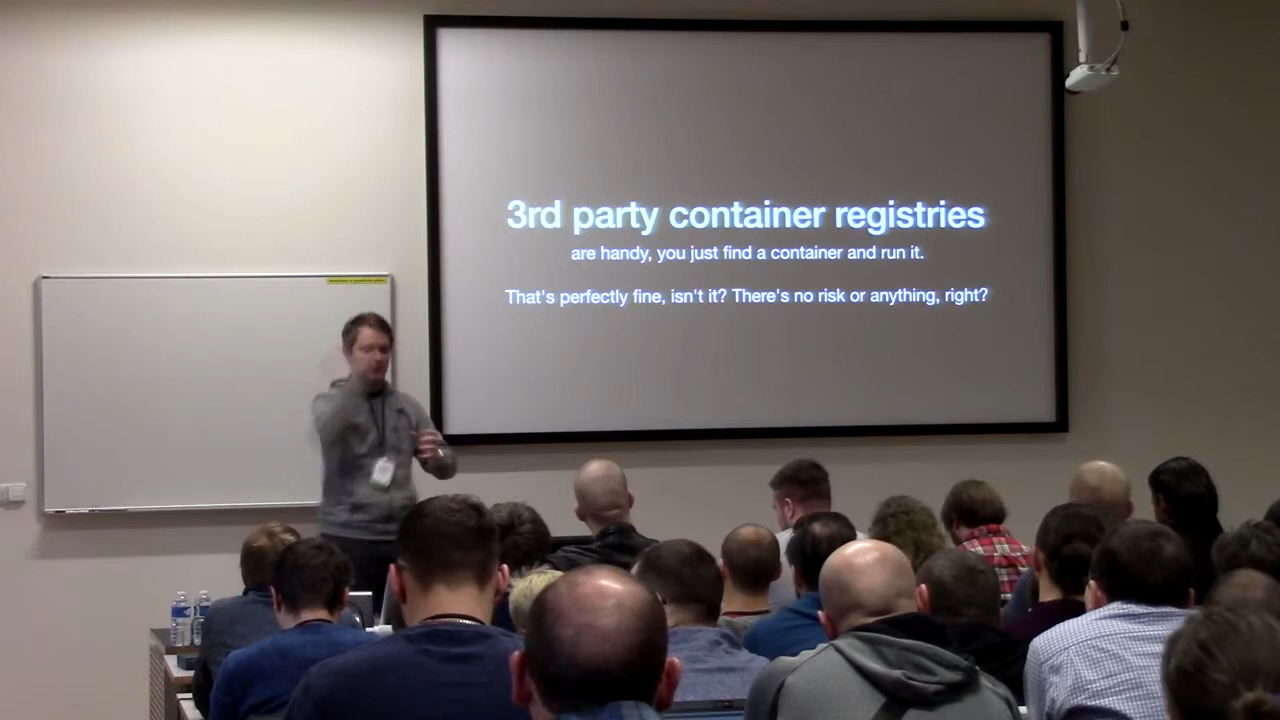 3rd party container registries
are handy, you just find a container and run it.
That's perfectly fine, isn't it? There's no risk or anything, right?